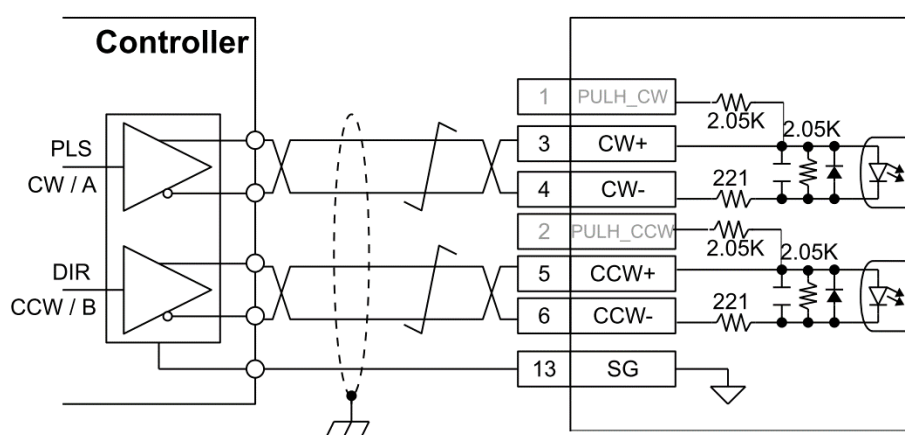 Controller
PLS
CW / A
DIR
CCW / B
1 PULH_CW
2.05K
3 CW+
2.05K
4 CW-
221
2 PULH_CCW
2.05K
5 CCW+
2.05K
6 CCW-
221
13 SG